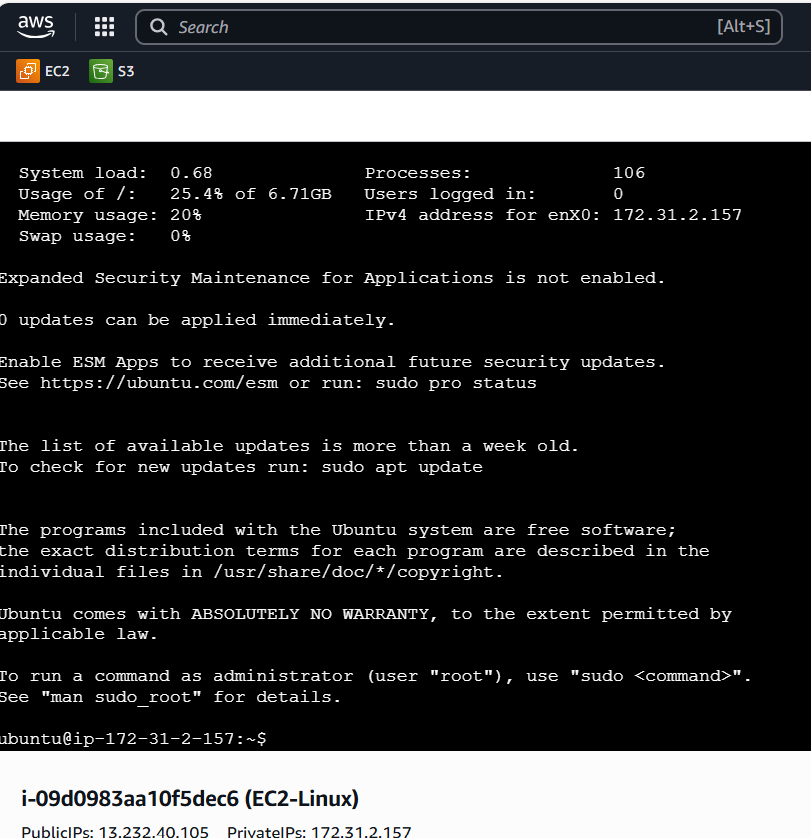 aws
Search [Alt+S]
EC2 S3
System load: 0.68 Processes: 106
Usage of /: 25.4% of 6.71GB Users logged in: 0
Memory usage: 20% IPv4 address for enX0: 172.31.2.157
Swap usage: 0%
Expanded Security Maintenance for Applications is not enabled.
0 updates can be applied immediately.
Enable ESM Apps to receive additional future security updates.
See https://ubuntu.com/esm or run: sudo pro status
The list of available updates is more than a week old.
To check for new updates run: sudo apt update
The programs included with the Ubuntu system are free software;
the exact distribution terms for each program are described in the
individual files in /usr/share/doc/*/copyright.
Ubuntu comes with ABSOLUTELY NO WARRANTY, to the extent permitted by
applicable law.
To run a command as administrator (user "root"), use "sudo <command>".
See "man sudo_root" for details.
ubuntu@ip-172-31-2-157:~$
i-09d0983aa10f5dec6 (EC2-Linux)
PublicIPs: 13.232.40.105 PrivateIPs: 172.31.2.157